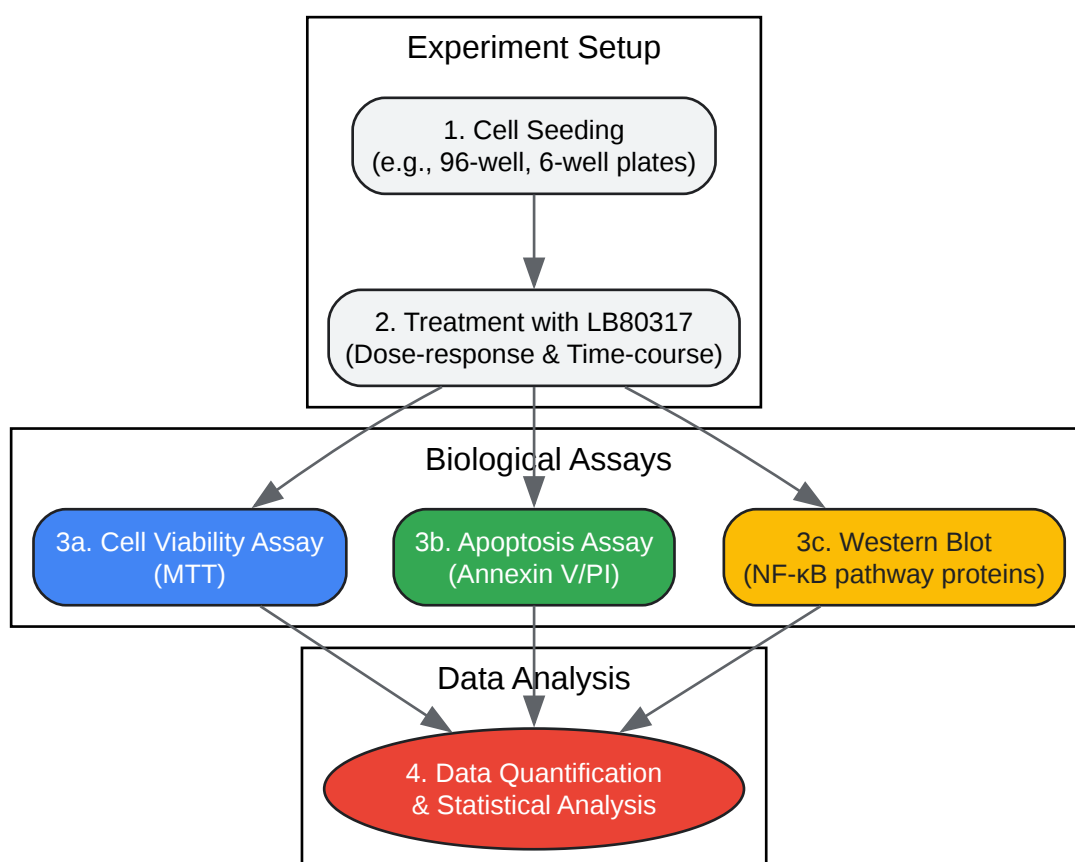 Experiment Setup
1. Cell Seeding
(e.g., 96-well, 6-well plates)
2. Treatment with LB80317
(Dose-response & Time-course)
Biological Assays
3a. Cell Viability Assay
(MTT)
3b. Apoptosis Assay
(Annexin V/PI)
3c. Western Blot
(NF-κB pathway proteins)
Data Analysis
4. Data Quantification
& Statistical Analysis